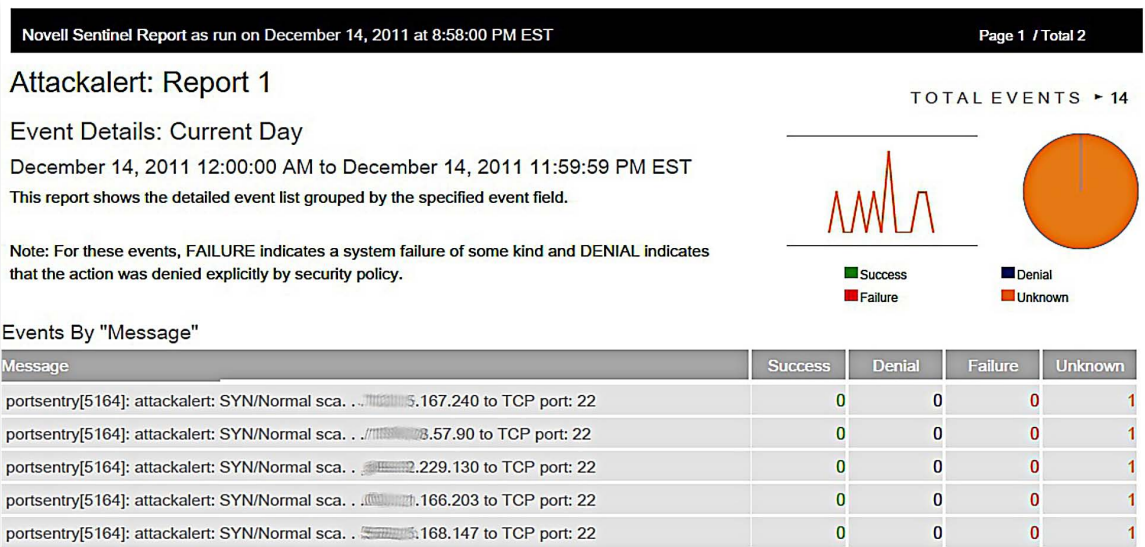 Novell Sentinel Report as run on December 14, 2011 at 8:58:00 PM EST Page 1 / Total 2
Attackalert: Report 1
TOTAL EVENTS ► 14
Event Details: Current Day
December 14, 2011 12:00:00 AM to December 14, 2011 11:59:59 PM EST
This report shows the detailed event list grouped by the specified event field.
Note: For these events, FAILURE indicates a system failure of some kind and DENIAL indicates
that the action was denied explicitly by security policy.
Success Denial
Failure Unknown
Events By "Message"
Message Success Denial Failure Unknown
portsentry[5164]: attackalert: SYN/Normal sca. . .167.240 to TCP port: 22 0 0 0 1
portsentry[5164]: attackalert: SYN/Normal sca. . .57.90 to TCP port: 22 0 0 0 1
portsentry[5164]: attackalert: SYN/Normal sca. . .229.130 to TCP port: 22 0 0 0 1
portsentry[5164]: attackalert: SYN/Normal sca. . .166.203 to TCP port: 22 0 0 0 1
portsentry[5164]: attackalert: SYN/Normal sca. . .168.147 to TCP port: 22 0 0 0 1